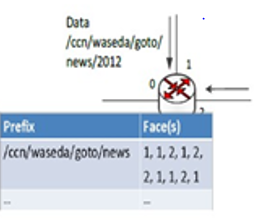 Data
/ccn/waseda/goto/
news/2012
1
0
2
Prefix Face(s)
/ccn/waseda/goto/news 1, 1, 2, 1, 2,
2, 1, 1, 2, 1
... ...